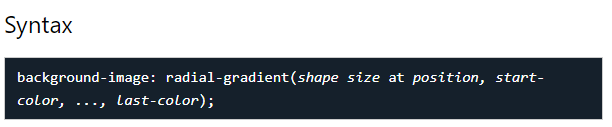 Syntax
background-image: radial-gradient(shape size at position, start-
color, ..., last-color);